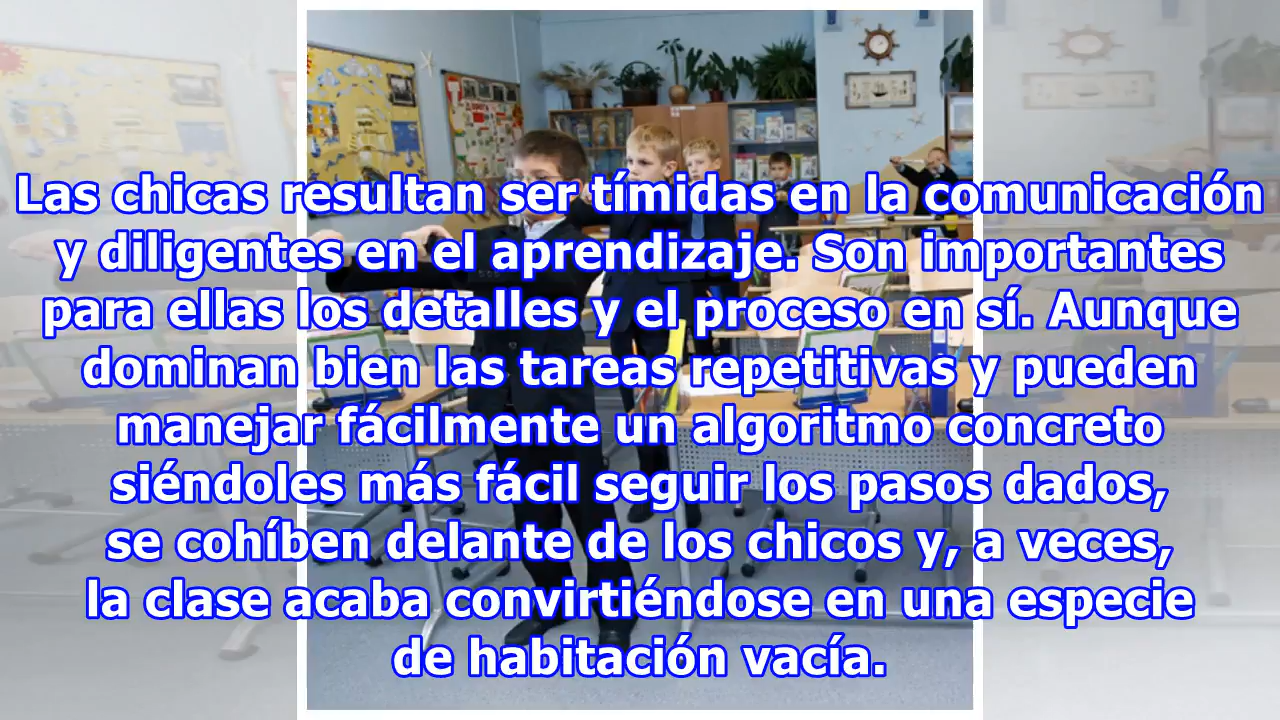 Las chicas resultan ser tímidas en la comunicación
y diligentes en el aprendizaje. Son importantes
para ellas los detalles y el proceso en sí. Aunque
dominan bien las tareas repetitivas y pueden
manejar fácilmente un algoritmo concreto
siéndoles más fácil seguir los pasos dados,
se cohíben delante de los chicos y, a veces,
la clase acaba convirtiéndose en una especie
de habitación vacía.